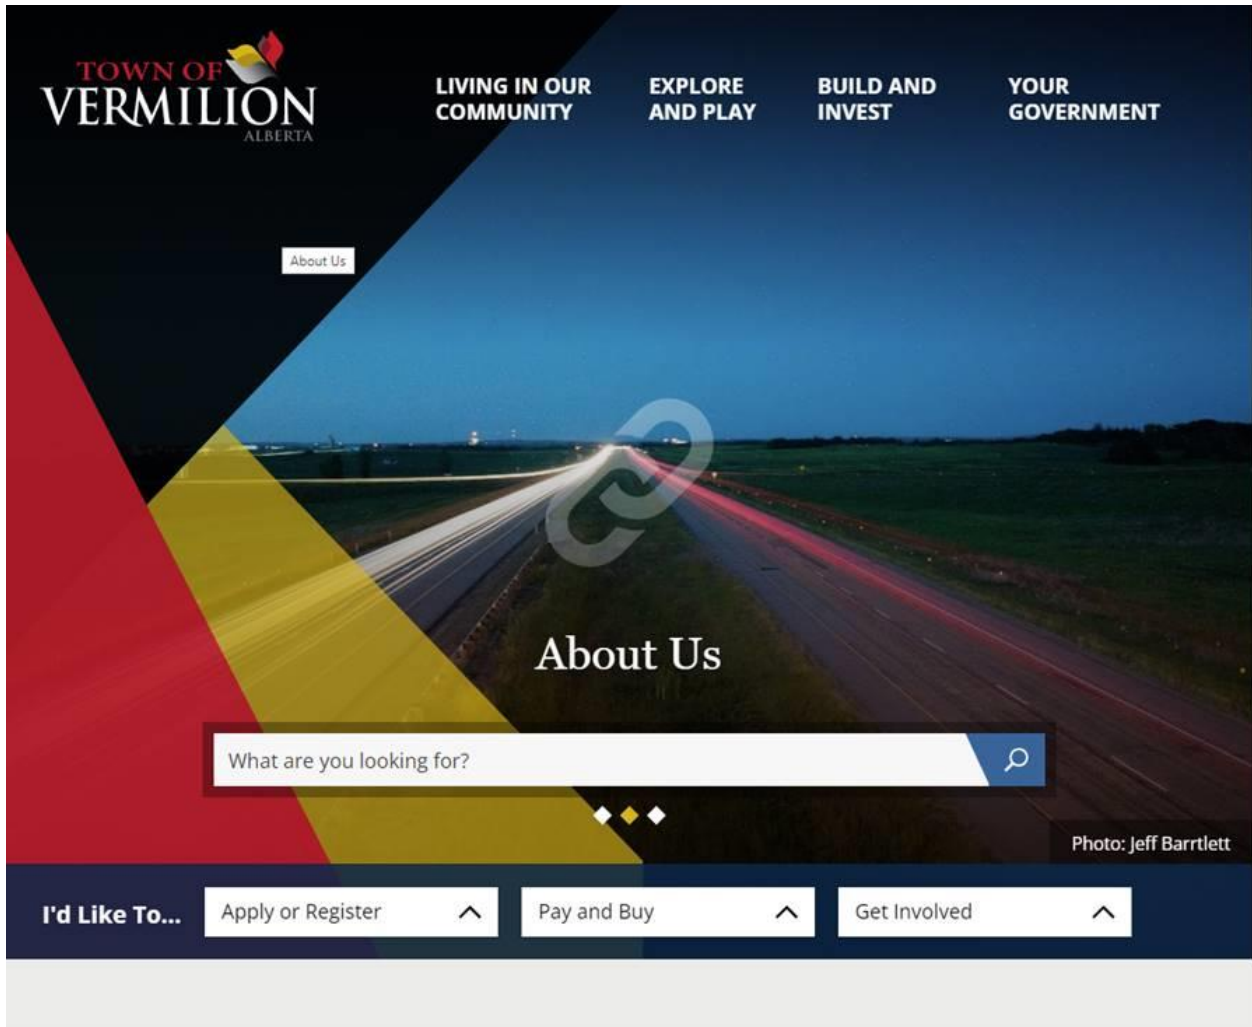 TOWN OF
VERMILION
ALBERTA
LIVING IN OUR
COMMUNITY
EXPLORE
AND PLAY
BUILD AND
INVEST
YOUR
GOVERNMENT
About Us
About Us
What are you looking for?
Photo: Jeff Barrtlett
I'd Like To...
Apply or Register
Pay and Buy
Get Involved